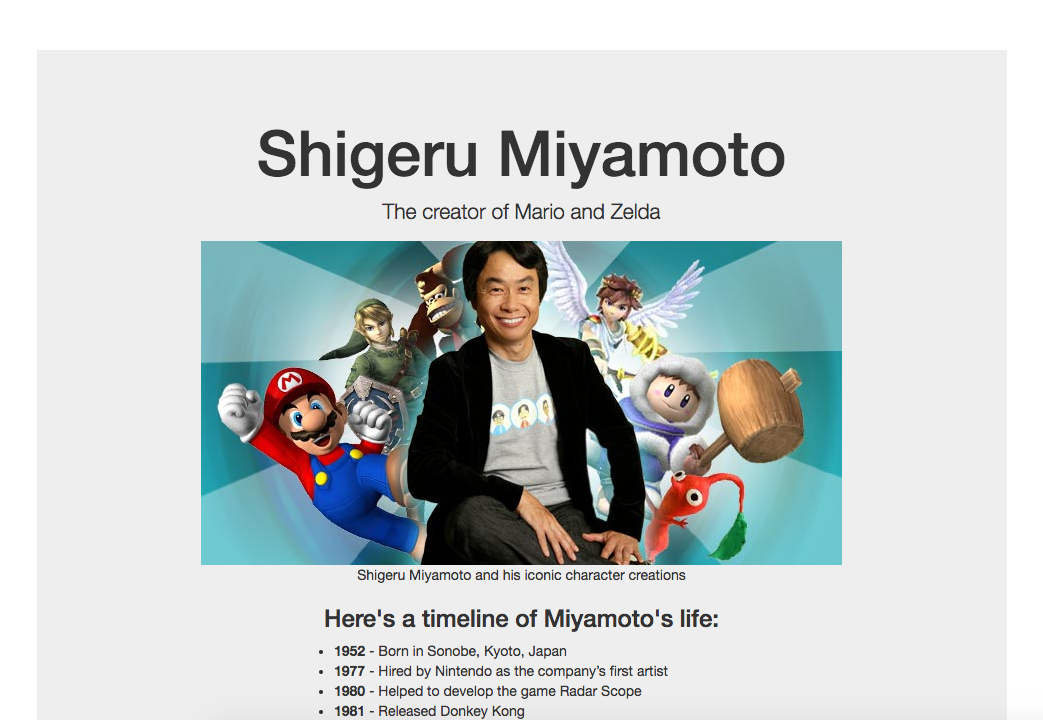 Shigeru Miyamoto
The creator of Mario and Zelda
M
Shigeru Miyamoto and his iconic character creations
Here's a timeline of Miyamoto's life:
• 1952 - Born in Sonobe, Kyoto, Japan
• 1977 - Hired by Nintendo as the company’s first artist
• 1980 - Helped to develop the game Radar Scope
• 1981 - Released Donkey Kong